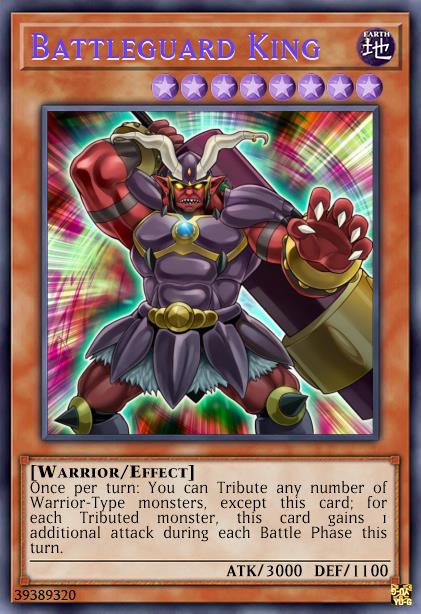 BATTLEGUARD KING
EARTH
地
[WARRIOR/EFFECT]
Once per turn: You can Tribute any number of
Warrior-Type monsters, except this card; for
each Tributed monster, this card gains 1
additional attack during each Battle Phase this
turn.
ATK/3000 DEF/1100
39389320